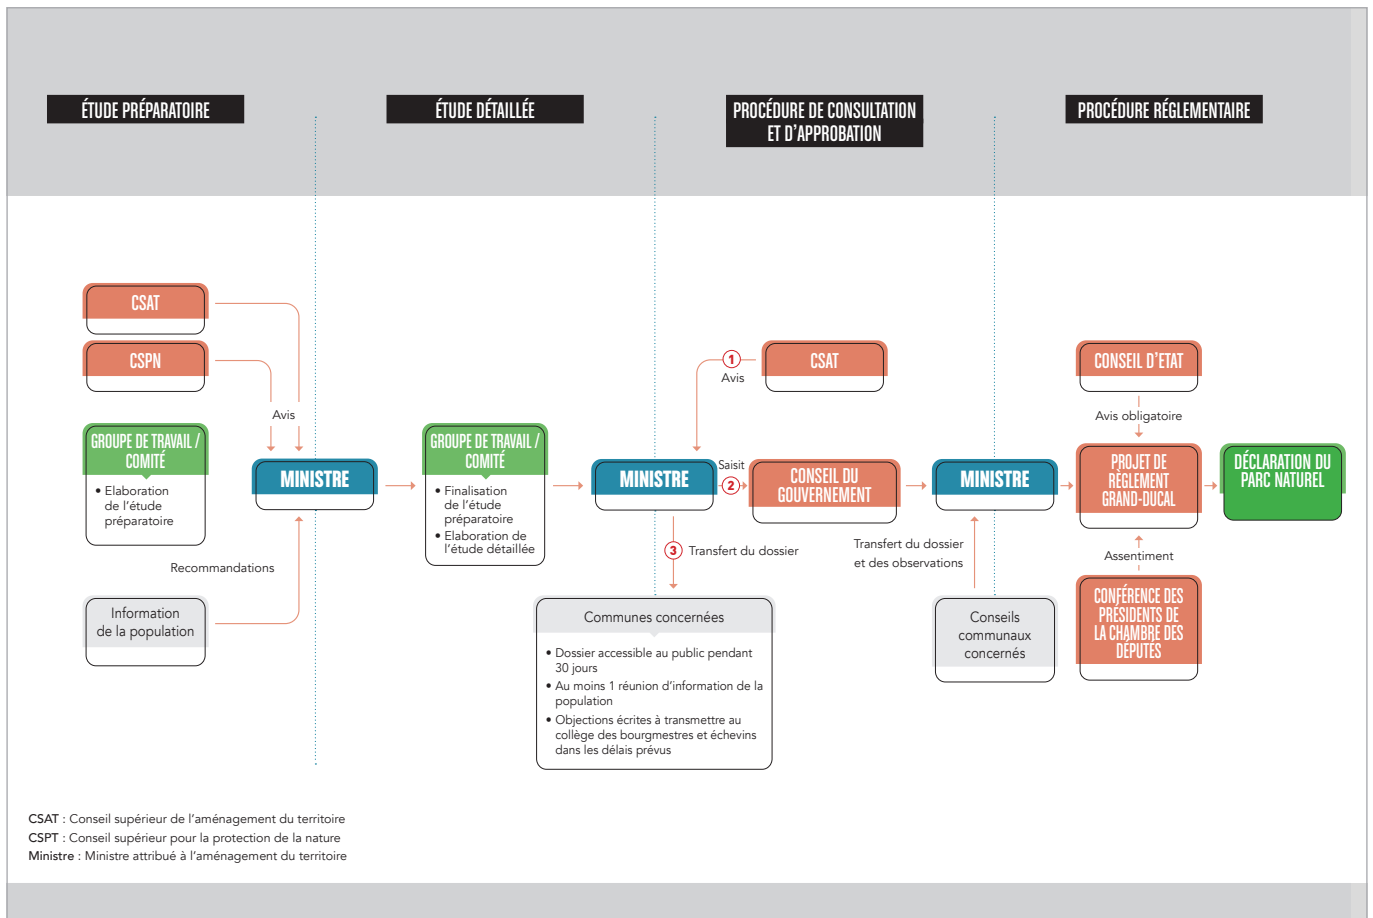 ÉTUDE PRÉPARATOIRE
ÉTUDE DÉTAILLÉE
PROCÉDURE DE CONSULTATION
ET D'APPROBATION
PROCÉDURE RÉGLEMENTAIRE
CSAT
CSPN
Avis
GROUPE DE TRAVAIL /
COMITÉ
• Elaboration
de l'étude
préparatoire
MINISTRE
Recommandations
Information
de la population
GROUPE DE TRAVAIL /
COMITÉ
• Finalisation
de l'étude
préparatoire
• Elaboration de
l'étude détaillée
1
Avis
CSAT
MINISTRE
Saisit
2
CONSEIL DU
GOUVERNEMENT
3
Transfert du dossier
Communes concernées
• Dossier accessible au public pendant
30 jours
• Au moins 1 réunion d'information de la
population
• Objections écrites à transmettre au
collège des bourgmestres et échevins
dans les délais prévus
MINISTRE
Transfert du dossier
et des observations
Conseils
communaux
concernés
CONSEIL D'ETAT
Avis obligatoire
PROJET DE
RÈGLEMENT
GRAND-DUCAL
Assentiment
CONFÉRENCE DES
PRÉSIDENTS DE
LA CHAMBRE DES
DÉPUTÉS
DÉCLARATION DU
PARC NATUREL
CSAT : Conseil supérieur de l'aménagement du territoire
CSPT : Conseil supérieur pour la protection de la nature
Ministre : Ministre attribué à l'aménagement du territoire